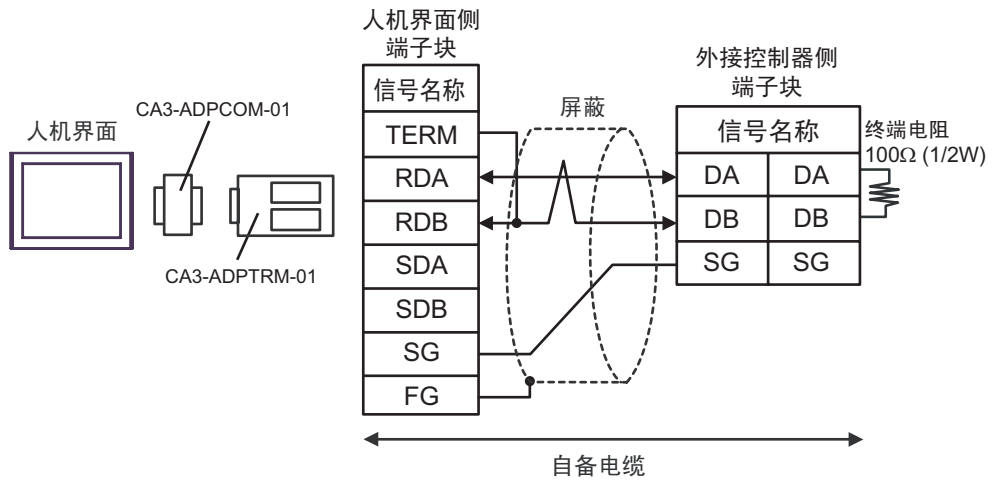 人机界面侧
端子块
信号名称
TERM
RDA
RDB
SDA
SDB
SG
FG
人机界面
CA3-ADPCOM-01
CA3-ADPTRM-01
屏蔽
外接控制器侧
端子块
信号名称
DA DA
DB DB
SG SG
终端电阻
100Ω (1/2W)
自备电缆